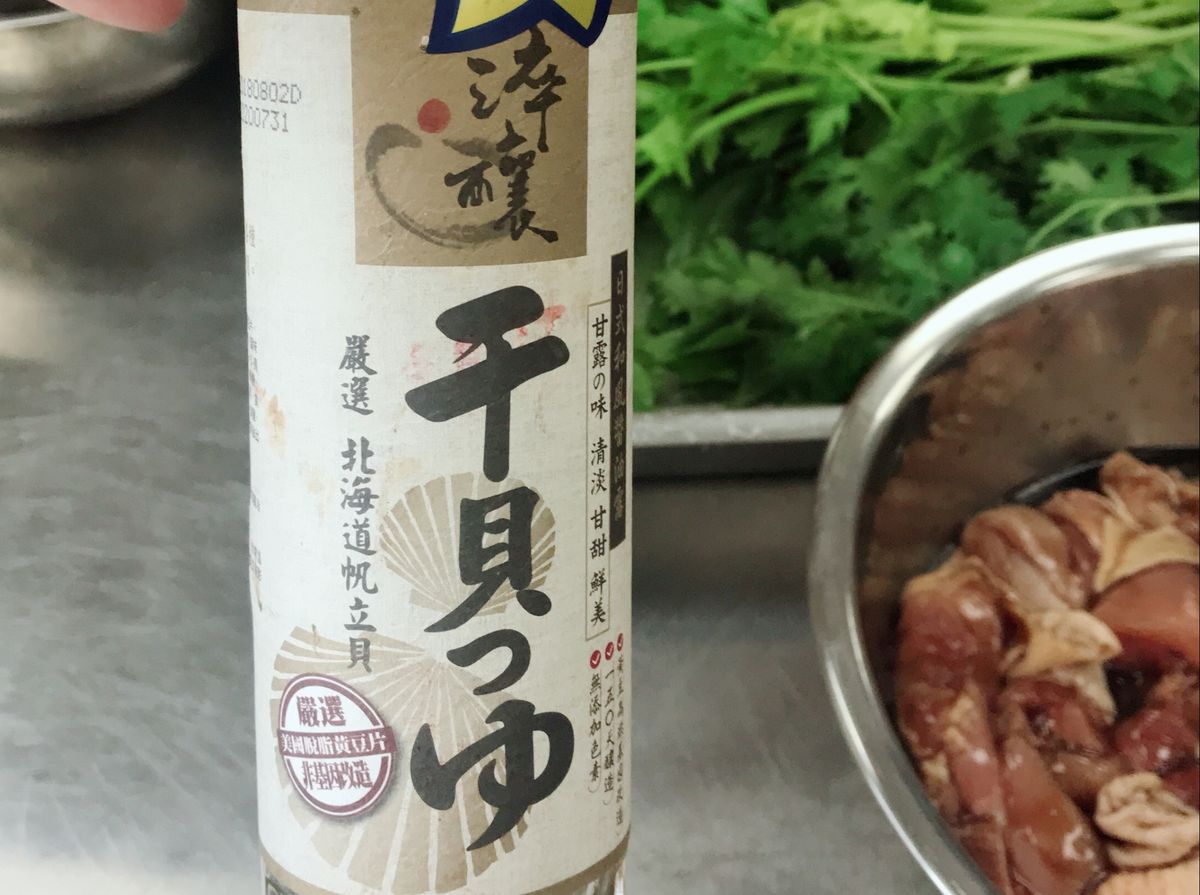 180802D
200731
淬釀
干貝つゆ
嚴選 北海道帆立貝
日式和風醬油露
甘露の味 清淡 甘甜 鮮美
一五〇天釀造
無添加色素
嚴選
美國脫脂黃豆片
非基因改造